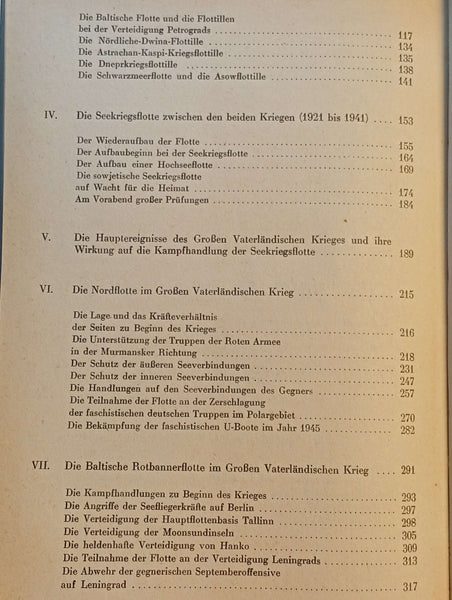 Die Baltische Flotte und die Flottillen
bei der Verteidigung Petrograds . . . . . . . . . . . . . . . . . . . . . . . 117
Die Nördliche-Dwina-Flottille . . . . . . . . . . . . . . . . . . . . . . . 134
Die Astrachan-Kaspi-Kriegsflottille . . . . . . . . . . . . . . . . . . . . 135
Die Dneprkriegsflottille . . . . . . . . . . . . . . . . . . . . . . . . . . . 138
Die Schwarzmeerflotte und die Asowflottille . . . . . . . . . . . . . 141
IV. Die Seekriegsflotte zwischen den beiden Kriegen (1921 bis 1941) . . . . 153
Der Wiederaufbau der Flotte . . . . . . . . . . . . . . . . . . . . . . . 155
Der Aufbaubeginn bei der Seekriegsflotte . . . . . . . . . . . . . . . 164
Der Aufbau einer Hochseeflotte . . . . . . . . . . . . . . . . . . . . . 169
Die sowjetische Seekriegsflotte
auf Wacht für die Heimat . . . . . . . . . . . . . . . . . . . . . . . . . 174
Am Vorabend großer Prüfungen . . . . . . . . . . . . . . . . . . . . . 184
V. Die Hauptereignisse des Großen Vaterländischen Krieges und ihre
Wirkung auf die Kampfhandlung der Seekriegsflotte . . . . . . . . . . 189
VI. Die Nordflotte im Großen Vaterländischen Krieg . . . . . . . . . . . . 215
Die Lage und das Kräfteverhältnis
der Seiten zu Beginn des Krieges . . . . . . . . . . . . . . . . . . . . 216
Die Unterstützung der Truppen der Roten Armee
in der Murmansker Richtung . . . . . . . . . . . . . . . . . . . . . . . 218
Der Schutz der äußeren Seeverbindungen . . . . . . . . . . . . . . . 231
Der Schutz der inneren Seeverbindungen . . . . . . . . . . . . . . . 247
Die Handlungen auf den Seeverbindungen des Gegners . . . . . . 257
Die Teilnahme der Flotte an der Zerschlagung
der faschistischen deutschen Truppen im Polargebiet . . . . . . . . 270
Die Bekämpfung der faschistischen U-Boote im Jahr 1945 . . . . . 282
VII. Die Baltische Rotbannerflotte im Großen Vaterländischen Krieg . . . . 291
Die Kampfhandlungen zu Beginn des Krieges . . . . . . . . . . . . . 293
Die Angriffe der Seefliegerkräfte auf Berlin . . . . . . . . . . . . . . 297
Die Verteidigung der Hauptflottenbasis Tallinn . . . . . . . . . . . . 298
Die Verteidigung der Moonsundinseln . . . . . . . . . . . . . . . . . 305
Die heldenhafte Verteidigung von Hanko . . . . . . . . . . . . . . . . 309
Die Teilnahme der Flotte an der Verteidigung Leningrads . . . . . 313
Die Abwehr der gegnerischen Septemberoffensive
auf Leningrad . . . . . . . . . . . . . . . . . . . . . . . . . . . . . . . . 317